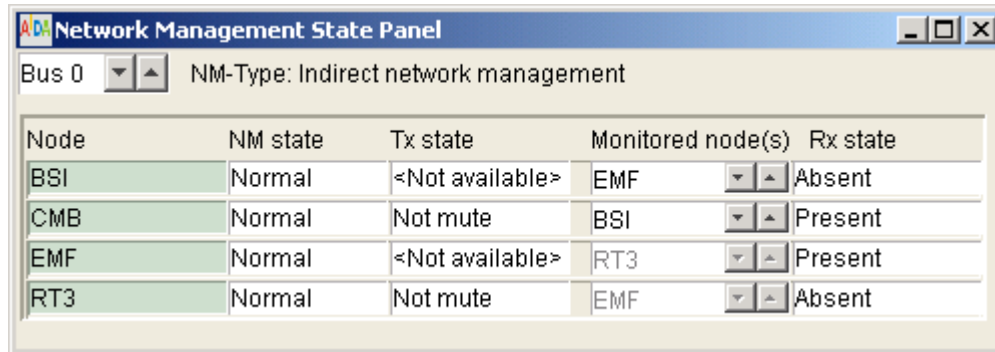 AIDA Network Management State Panel
Bus 0 NM-Type: Indirect network management
Node NM state Tx state Monitored node(s) Rx state
BSI Normal <Not available> EMF Absent
CMB Normal Not mute BSI Present
EMF Normal <Not available> RT3 Present
RT3 Normal Not mute EMF Absent